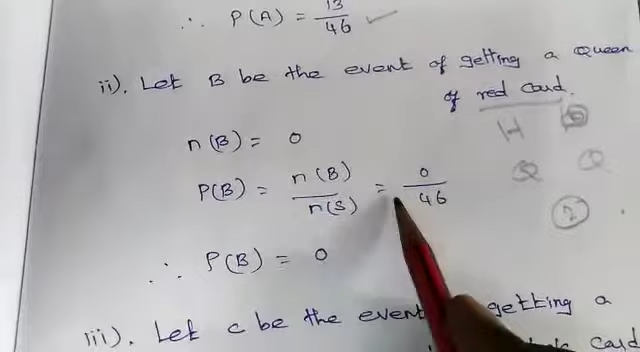 ∴ P(A) = 13/46 ✓
ii). Let B be the event of getting a Queen
of red card.
H D
n(B) = 0
Q Q
P(B) = n(B)/n(S) = 0/46
2
∴ P(B) = 0
iii). Let C be the event getting a
card